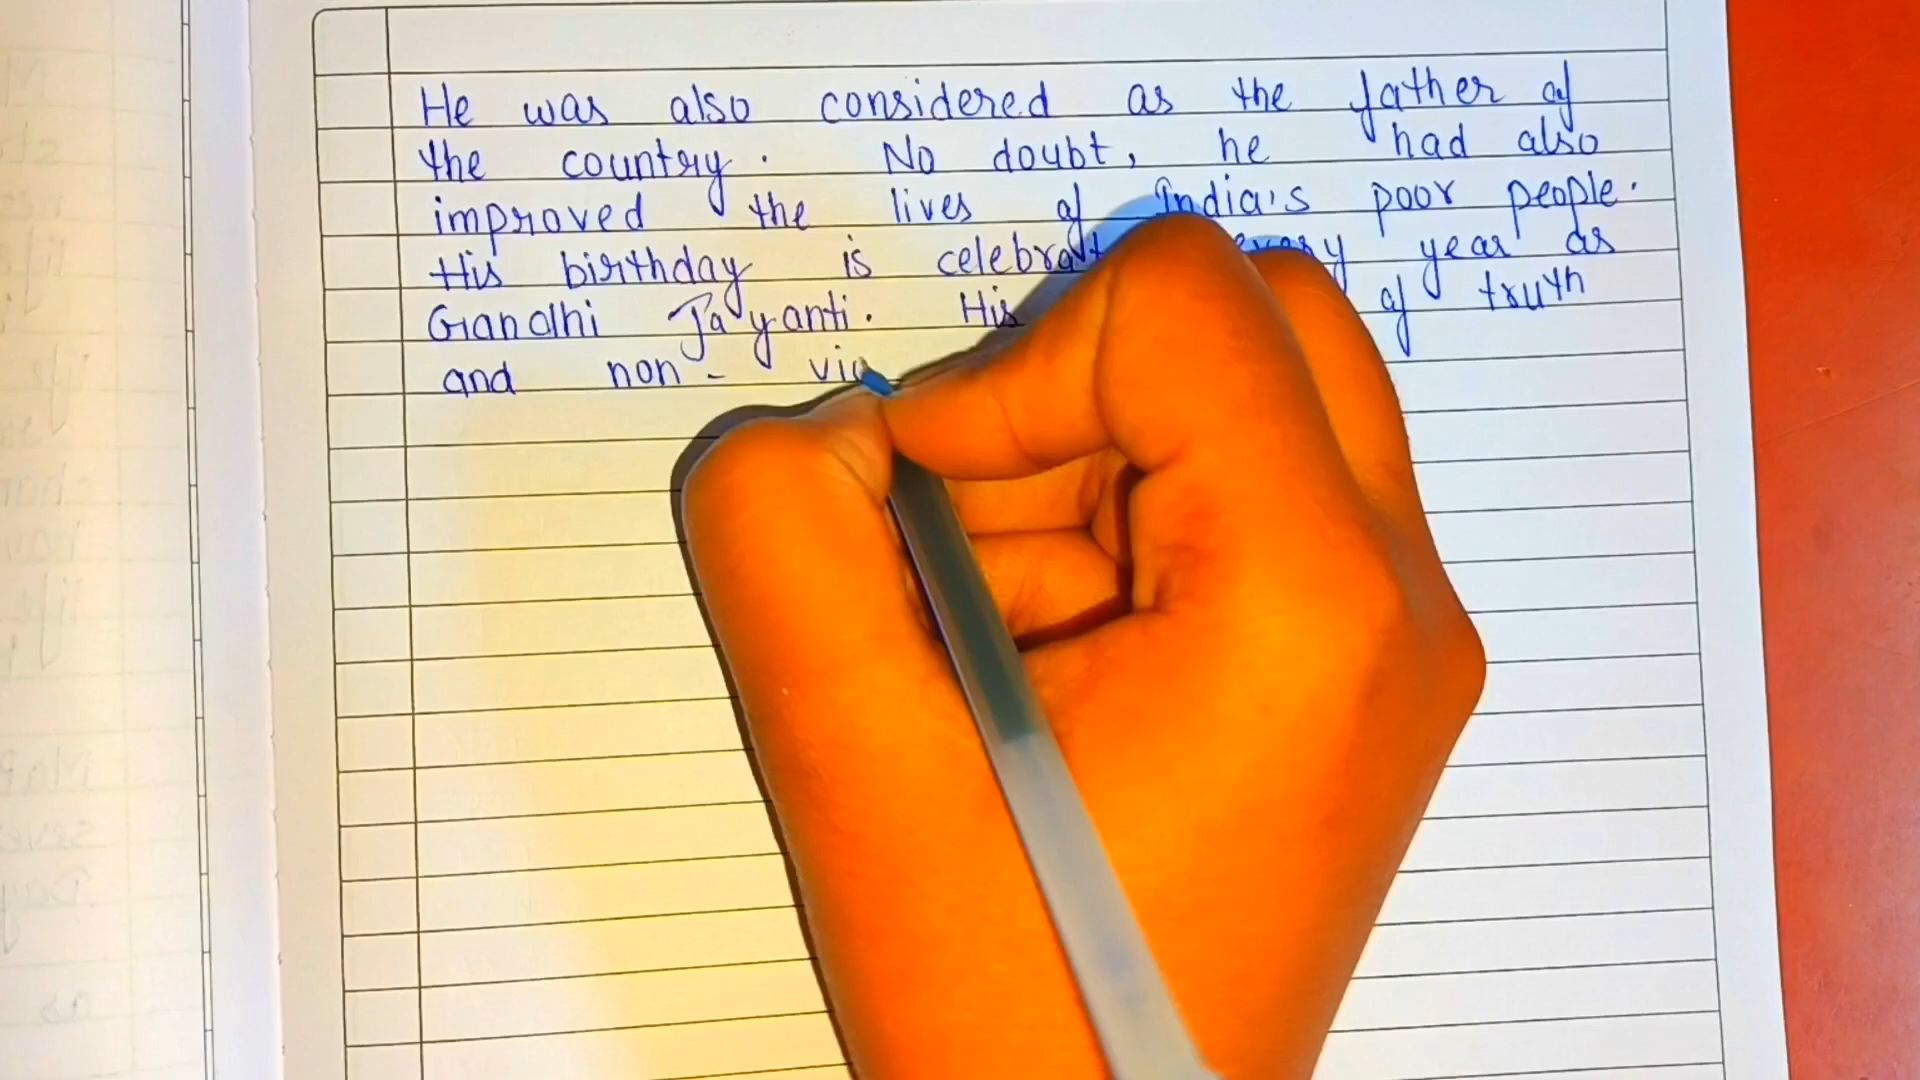 He was also considered as the father of
the country. No doubt, he had also
improved the lives of India's poor people.
His birthday is every year as
Gandhi Jayanti. His of truth
and non-